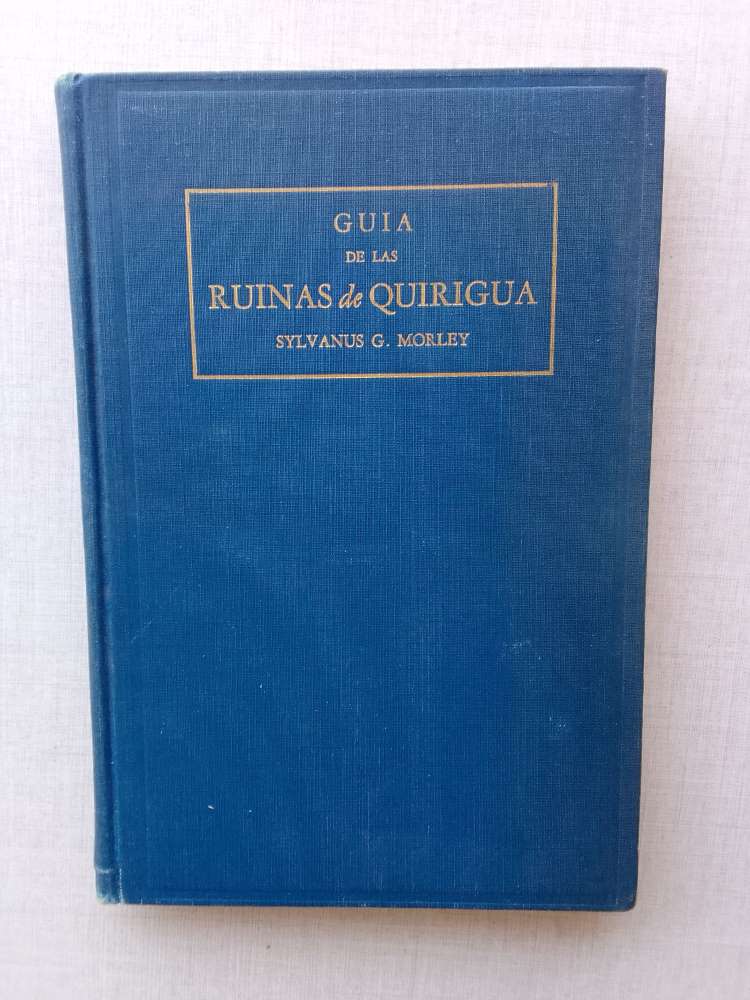 GUIA
DE LAS
RUINAS de QUIRIGUA
SYLVANUS G. MORLEY